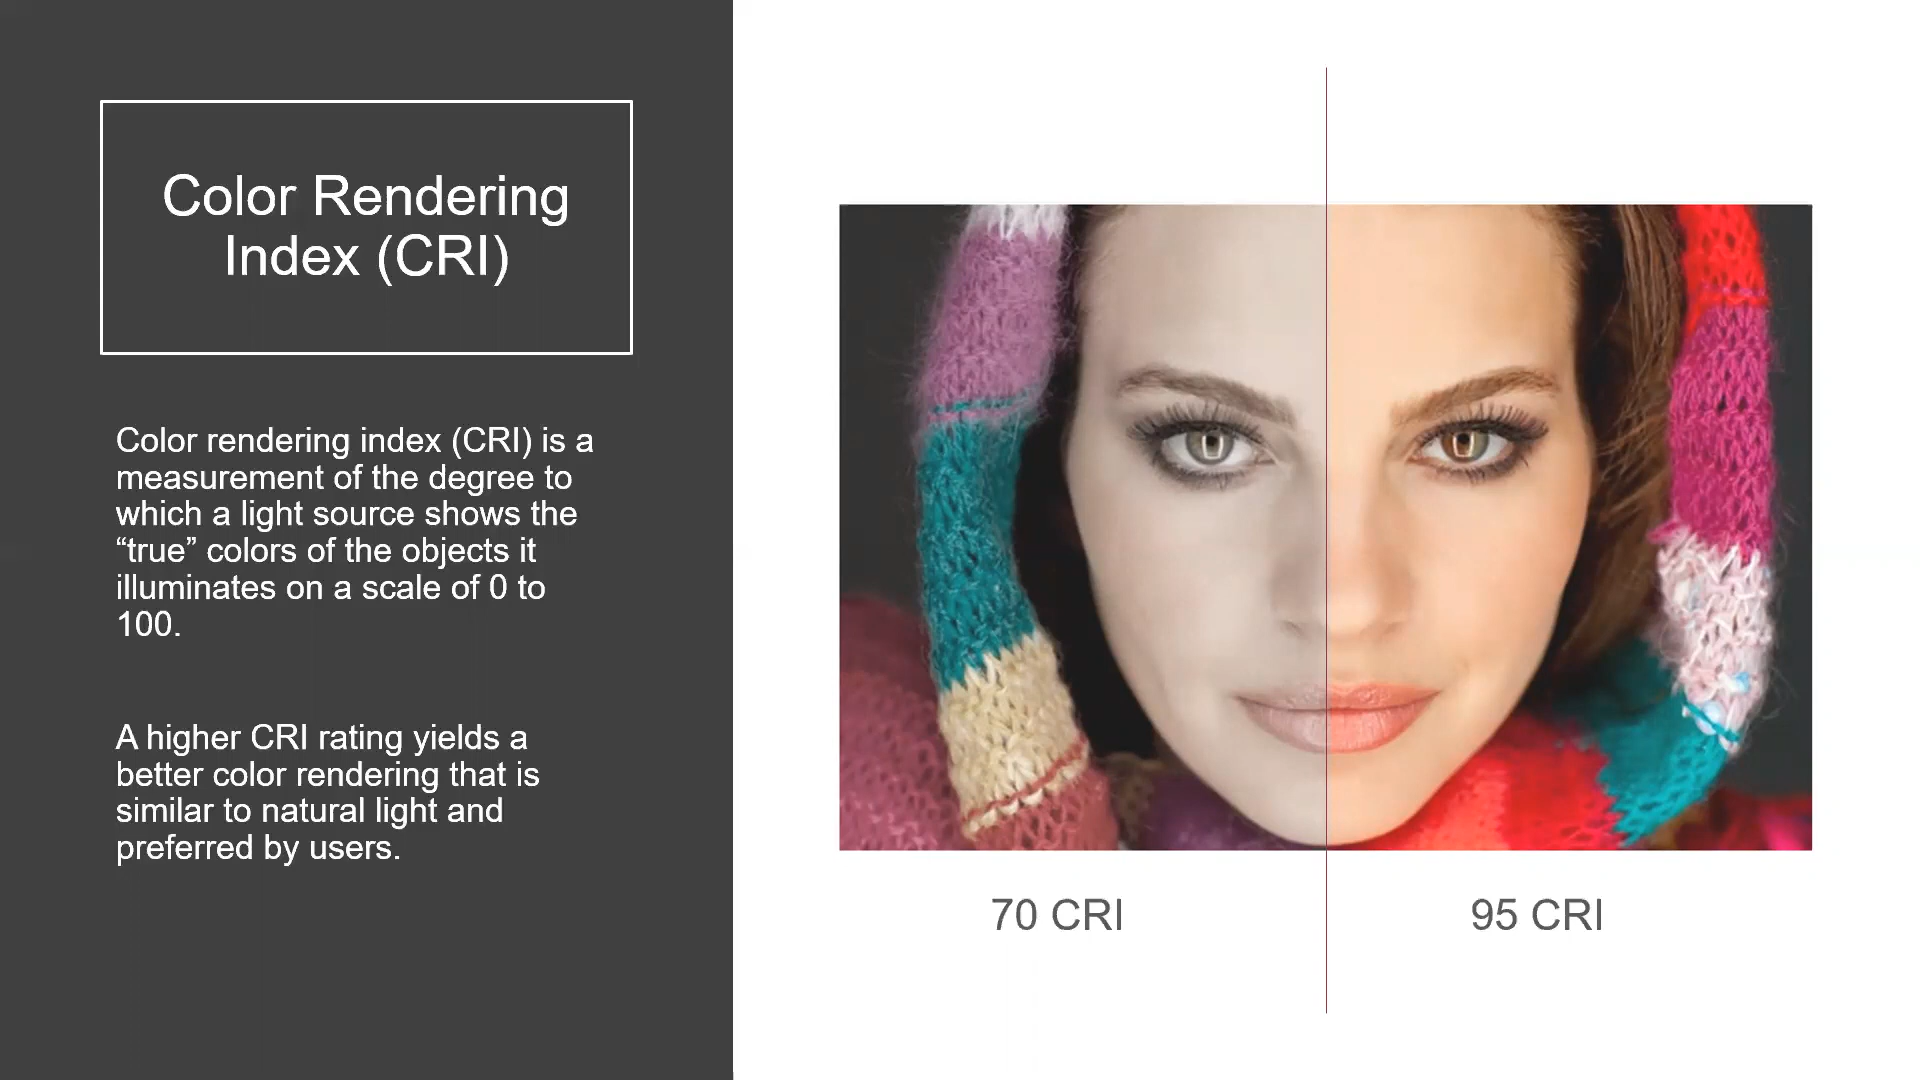 Color Rendering
Index (CRI)
Color rendering index (CRI) is a
measurement of the degree to
which a light source shows the
“true” colors of the objects it
illuminates on a scale of 0 to
100.
A higher CRI rating yields a
better color rendering that is
similar to natural light and
preferred by users.
70 CRI
95 CRI